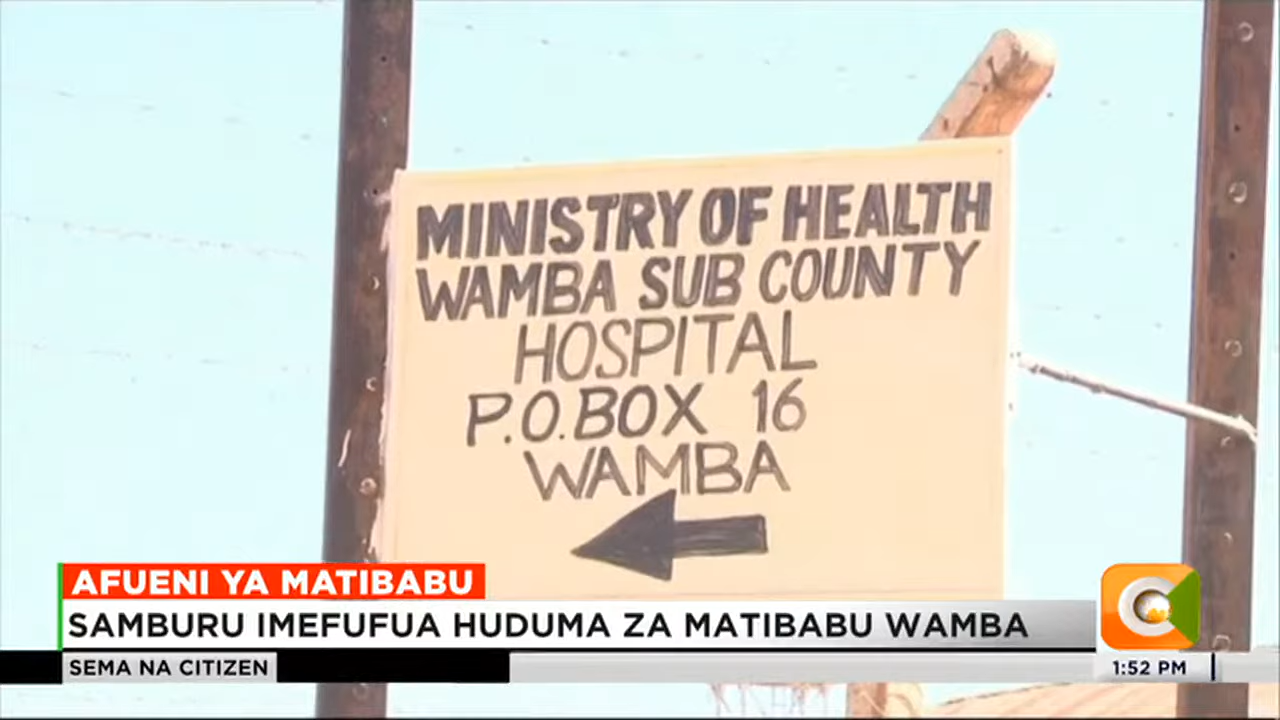 MINISTRY OF HEALTH
WAMBA SUB COUNTY
HOSPITAL
P.O.BOX 16
WAMBA
AFUENI YA MATIBABU
SAMBURU IMEFUFUA HUDUMA ZA MATIBABU WAMBA
SEMA NA CITIZEN
1:52 PM